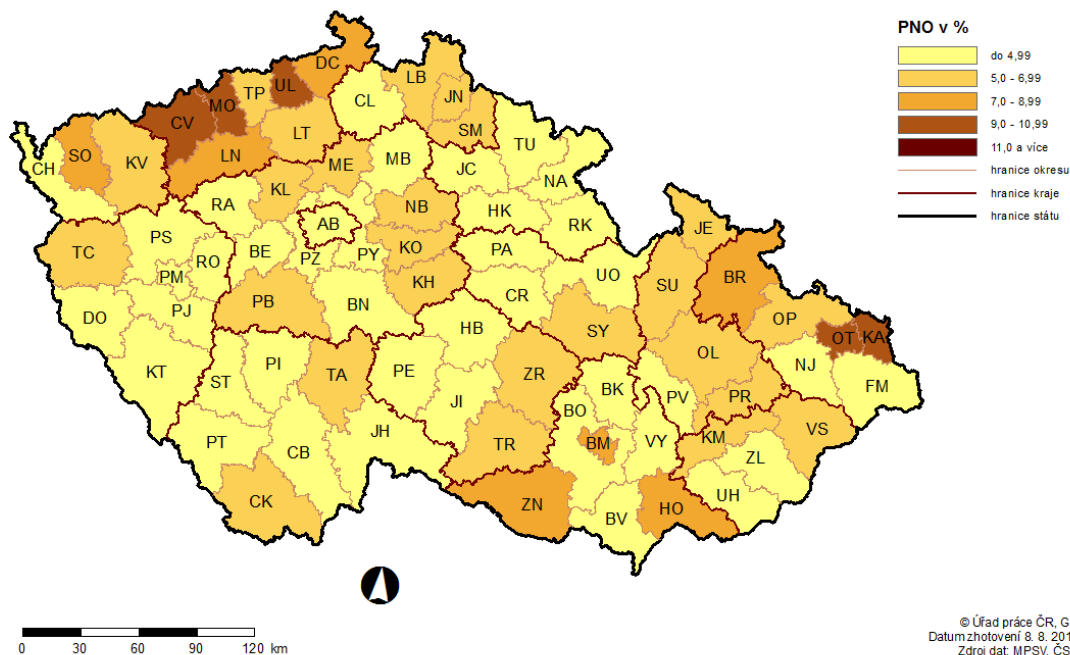 PNO v %
do 4,99
5,0 - 6,99
7,0 - 8,99
9,0 - 10,99
11,0 a více
hranice okresu
hranice kraje
hranice státu
DC
UL
LB
TP
MO
JN
CL
CV
LT
SM
TU
SO
KV
LN
CH
ME
MB
JC
NA
KL
RA
NB
HK
AB
RK
JE
PS
TC
BE
KO
PA
RO
PZ
PY
UO
BR
PM
KH
SU
PB
BN
CR
OP
DO
PJ
HB
SY
OT
KA
OL
KT
PI
NJ
ST
TA
PE
ZR
FM
BK
PV
PR
JI
BO
VS
KM
PT
JH
TR
BM
VY
CB
ZL
UH
CK
ZN
HO
BV
0 30 60 90 120 km
© Úřad práce ČR, G
Datum zhotovení 8. 8. 201
Zdroj dat: MPSV, ČS